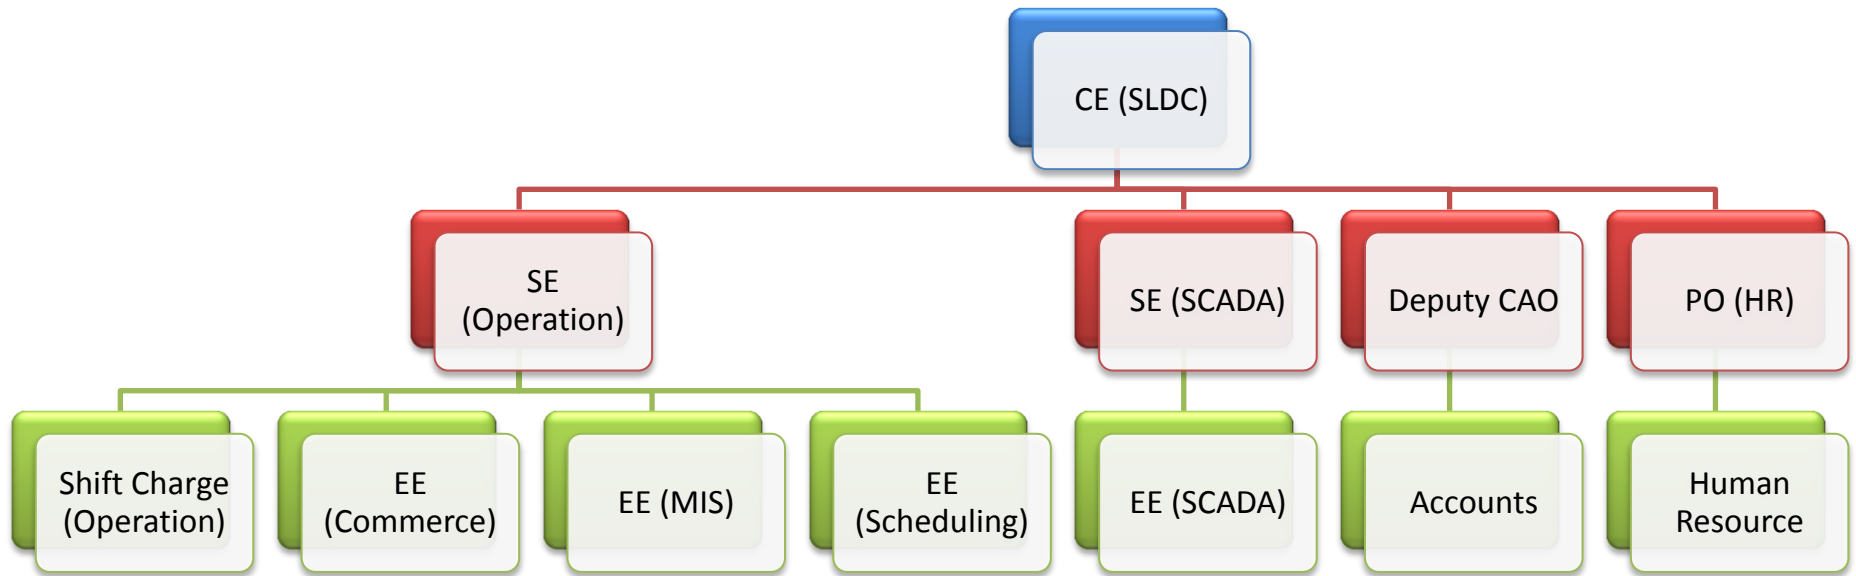 CE (SLDC)
SE
(Operation)
SE (SCADA)
Deputy CAO
PO (HR)
Shift Charge
(Operation)
EE
(Commerce)
EE (MIS)
EE
(Scheduling)
EE (SCADA)
Accounts
Human
Resource